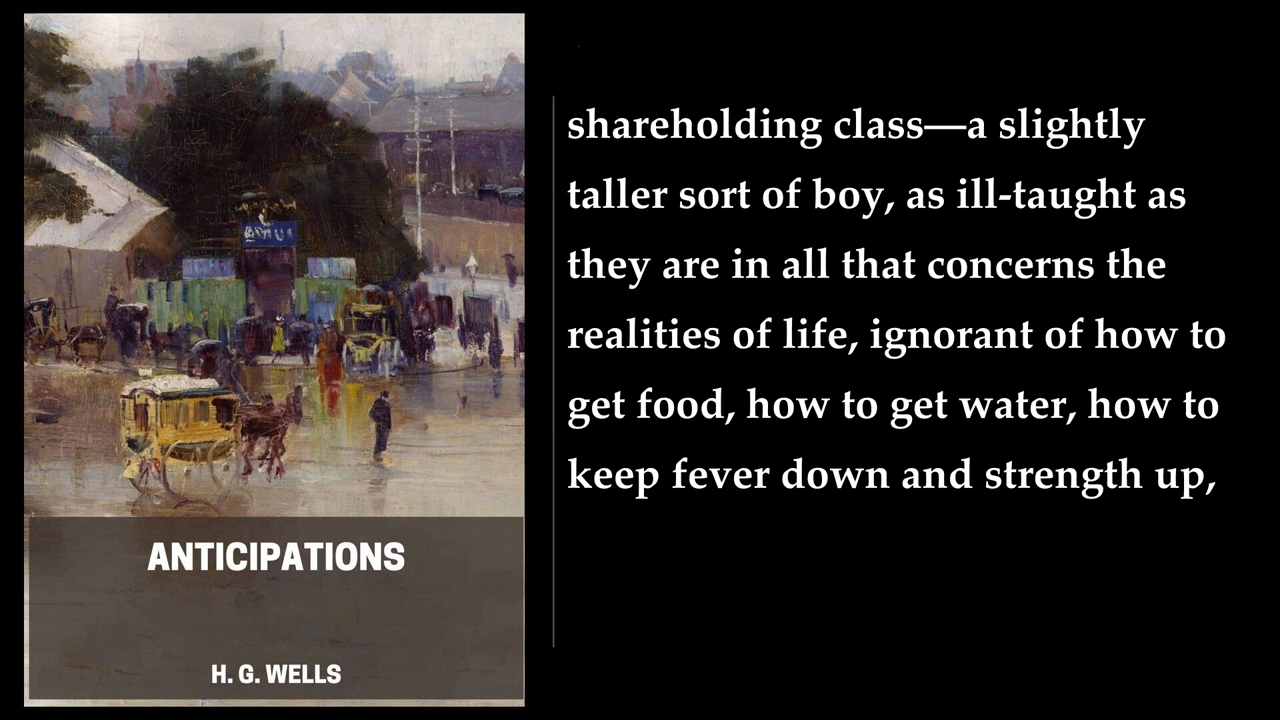 ANTICIPATIONS
H. G. WELLS
shareholding class—a slightly
taller sort of boy, as ill-taught as
they are in all that concerns the
realities of life, ignorant of how to
get food, how to get water, how to
keep fever down and strength up,